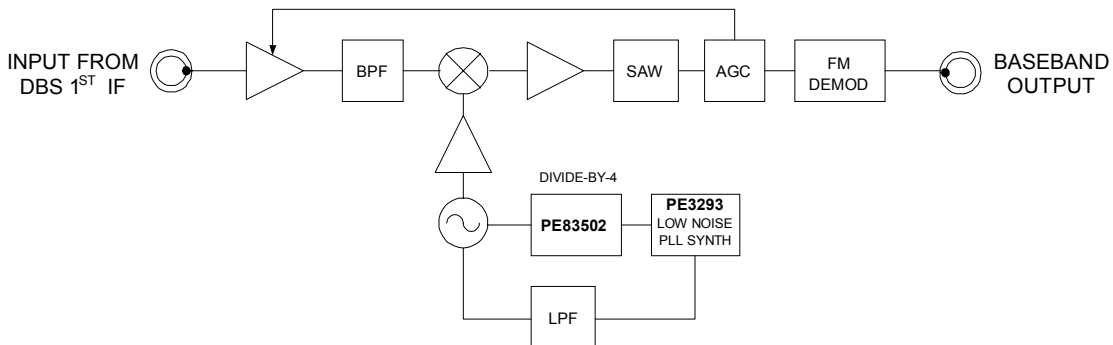 INPUT FROM
DBS 1ST IF
BPF
SAW
AGC
FM
DEMOD
BASEBAND
OUTPUT
DIVIDE-BY-4
PE83502
PE3293
LOW NOISE
PLL SYNTH
LPF